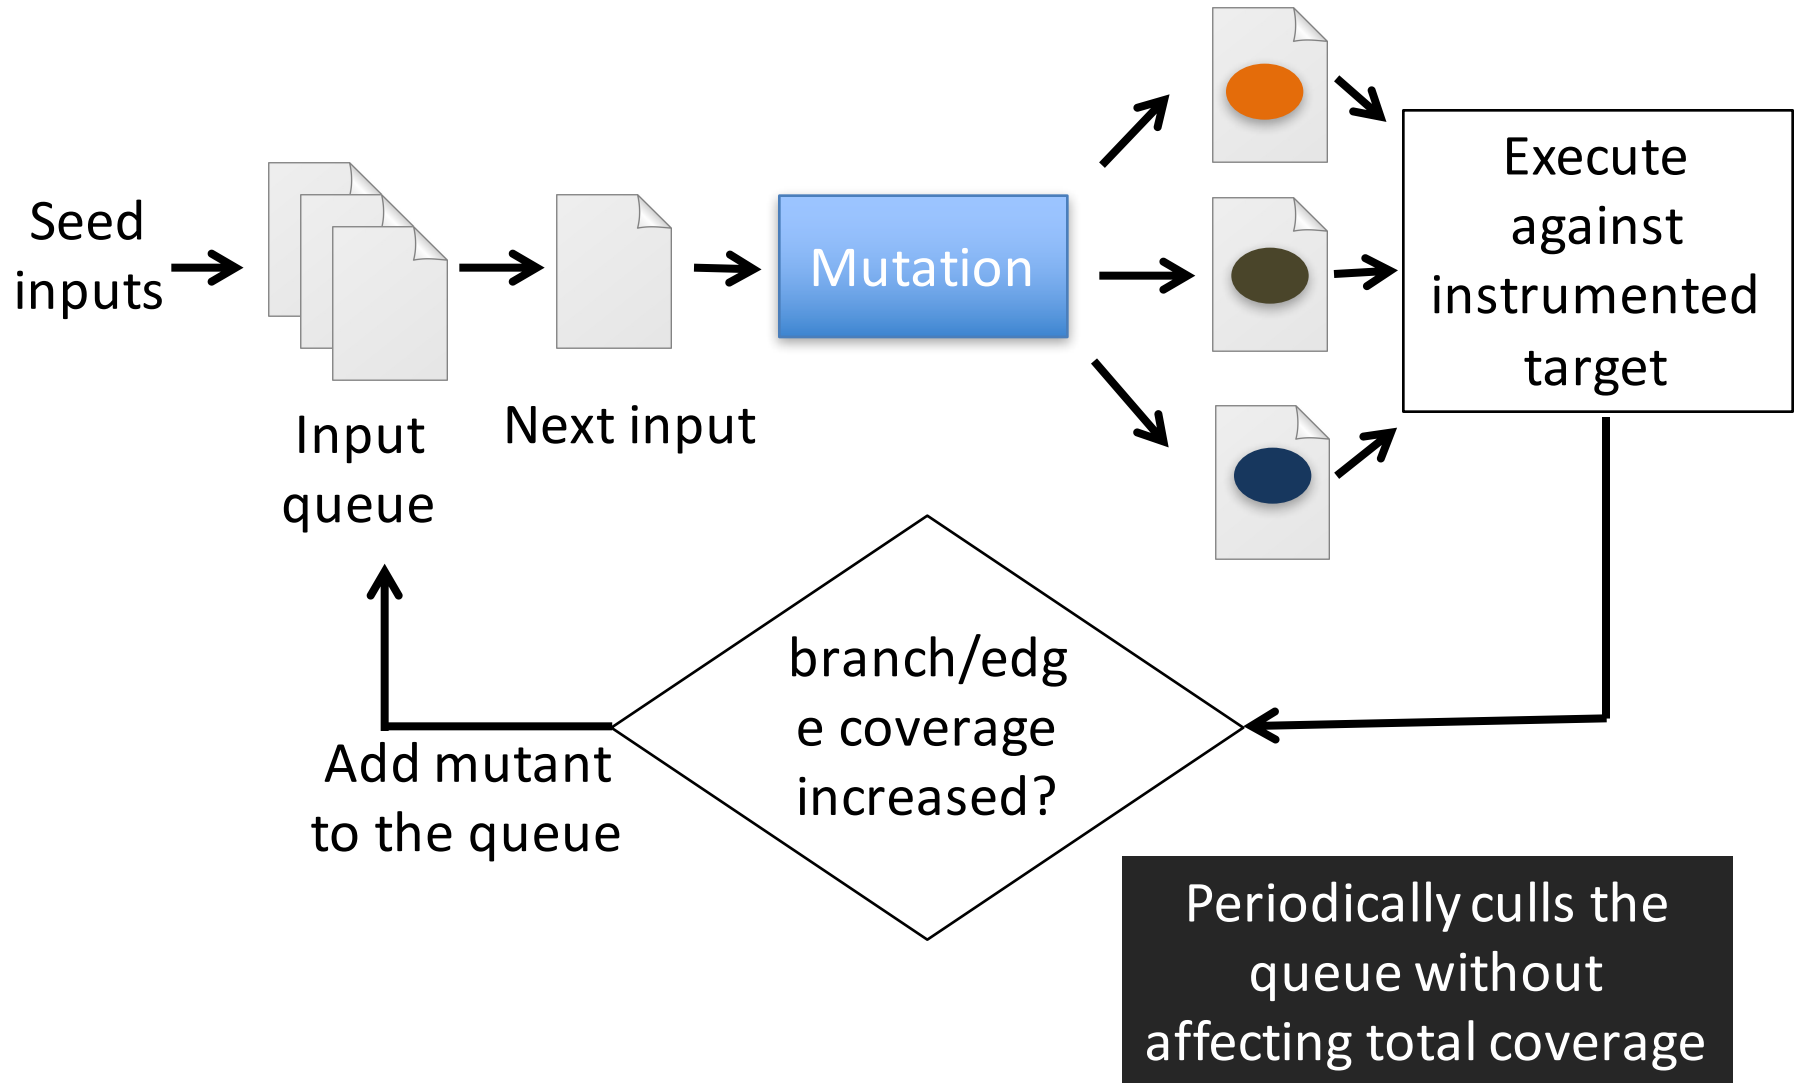 Seed
inputs
Input
queue
Next input
Mutation
Execute
against
instrumented
target
branch/edg
e coverage
increased?
Add mutant
to the queue
Periodically culls the
queue without
affecting total coverage